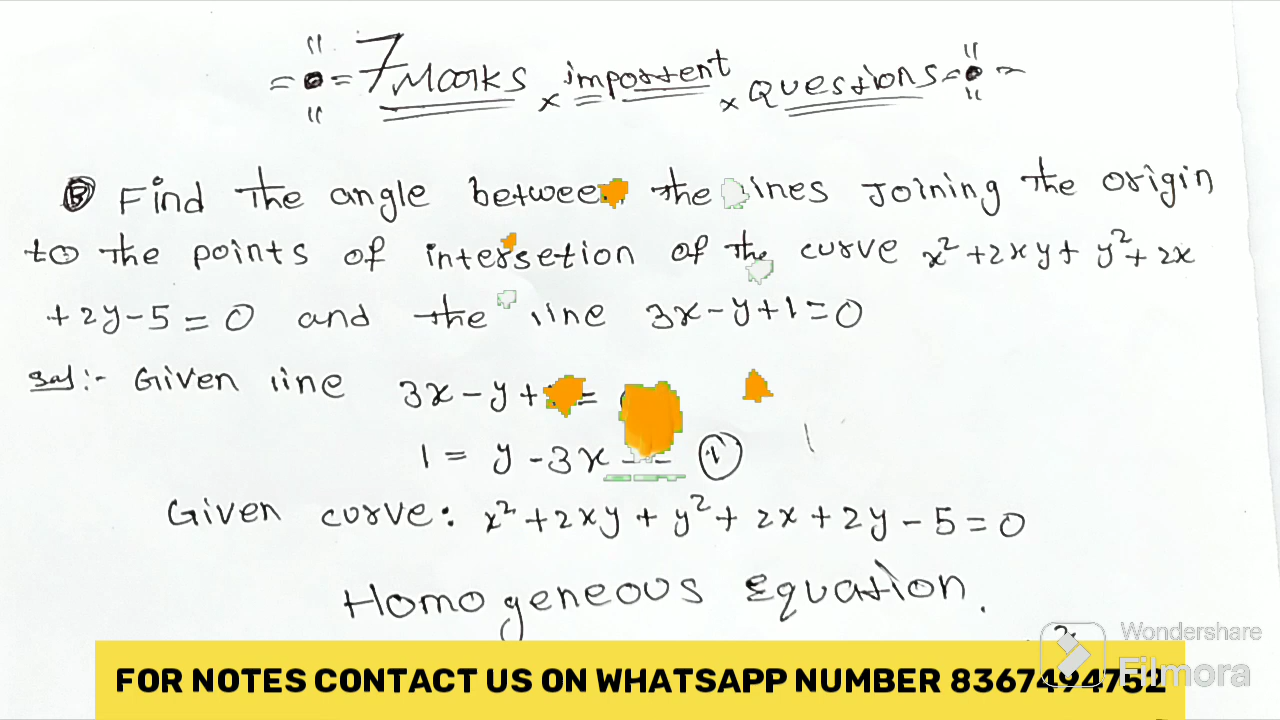 7 Marks × importent × Questions
Ⓑ Find the angle between the lines Joining the origin
to the points of intersetion of the curve x²+2xy+y²+2x
+2y-5=0 and the line 3x-y+1=0
Sol:- Given line 3x-y+ =
1 = y-3x -- ①
Given curve: x²+2xy+y²+2x+2y-5=0
Homogeneous Equation.
Wondershare
Filmora
FOR NOTES CONTACT US ON WHATSAPP NUMBER 8367494752